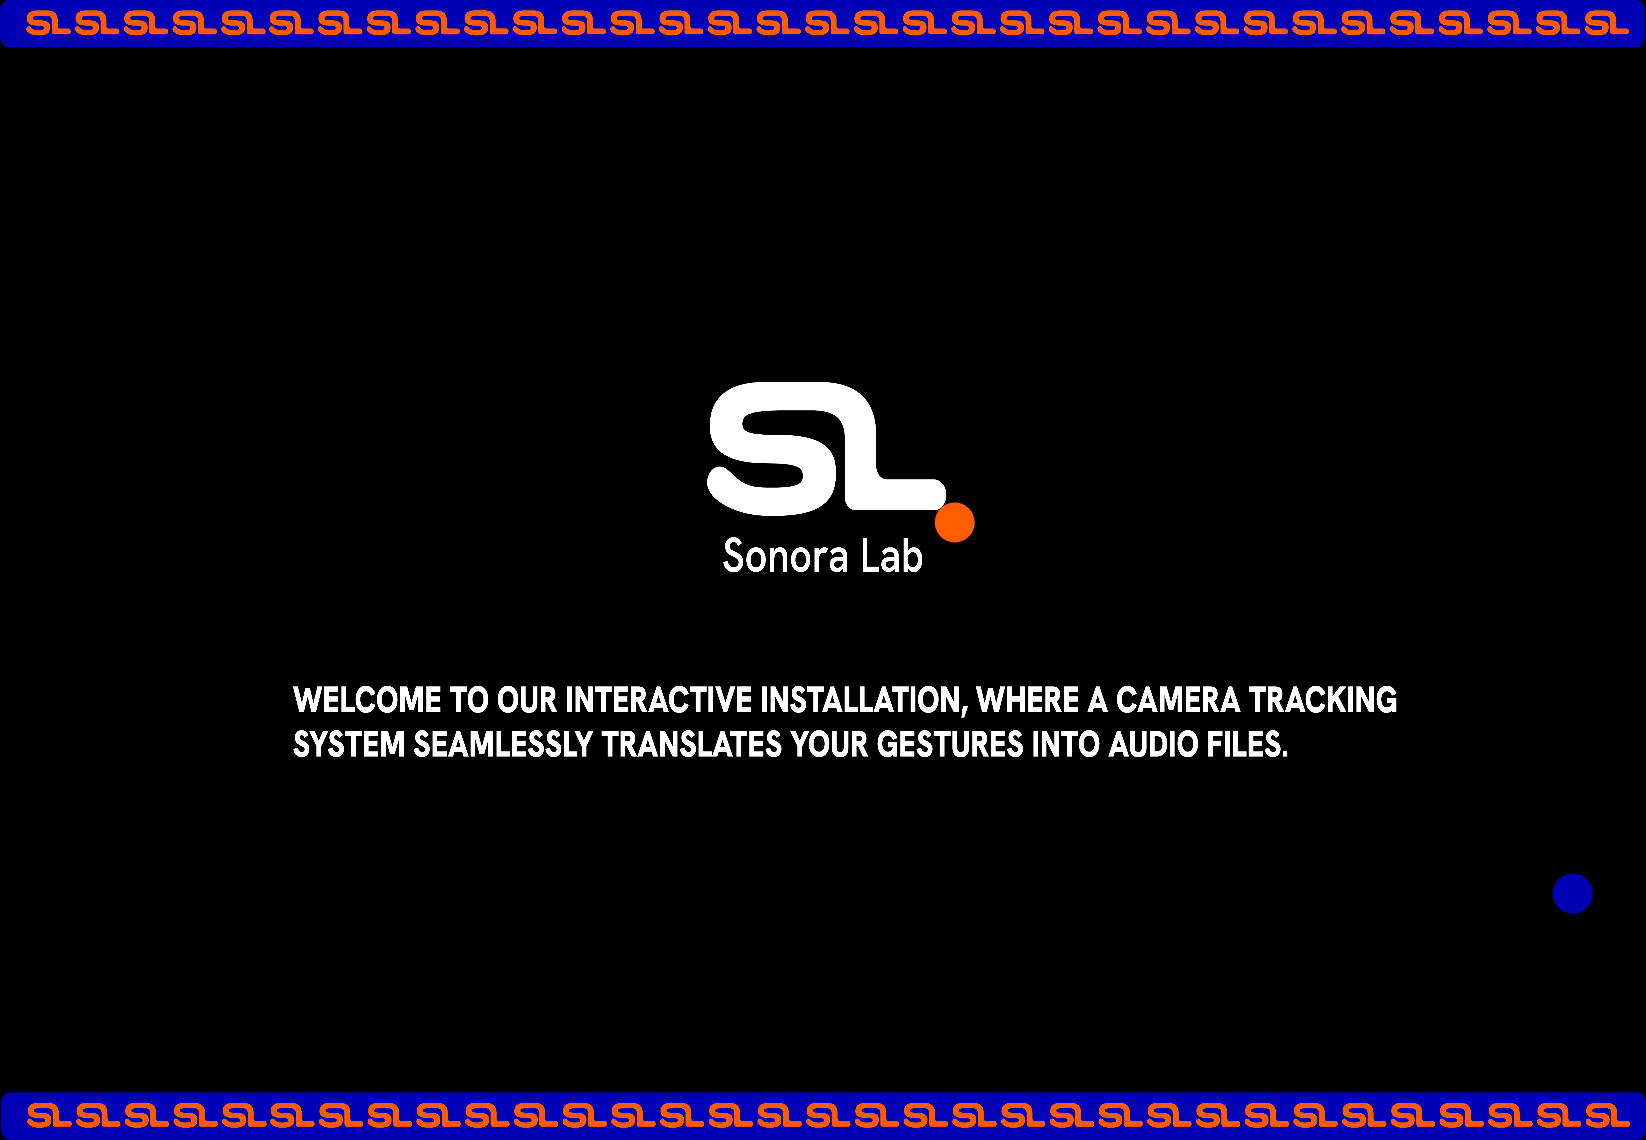 SL SL SL SL SL SL SL SL SL SL SL SL SL SL SL SL SL SL SL SL SL SL SL SL SL SL SL SL SL SL SL SL SL
SL
Sonora Lab
WELCOME TO OUR INTERACTIVE INSTALLATION, WHERE A CAMERA TRACKING
SYSTEM SEAMLESSLY TRANSLATES YOUR GESTURES INTO AUDIO FILES.
SL SL SL SL SL SL SL SL SL SL SL SL SL SL SL SL SL SL SL SL SL SL SL SL SL SL SL SL SL SL SL SL SL